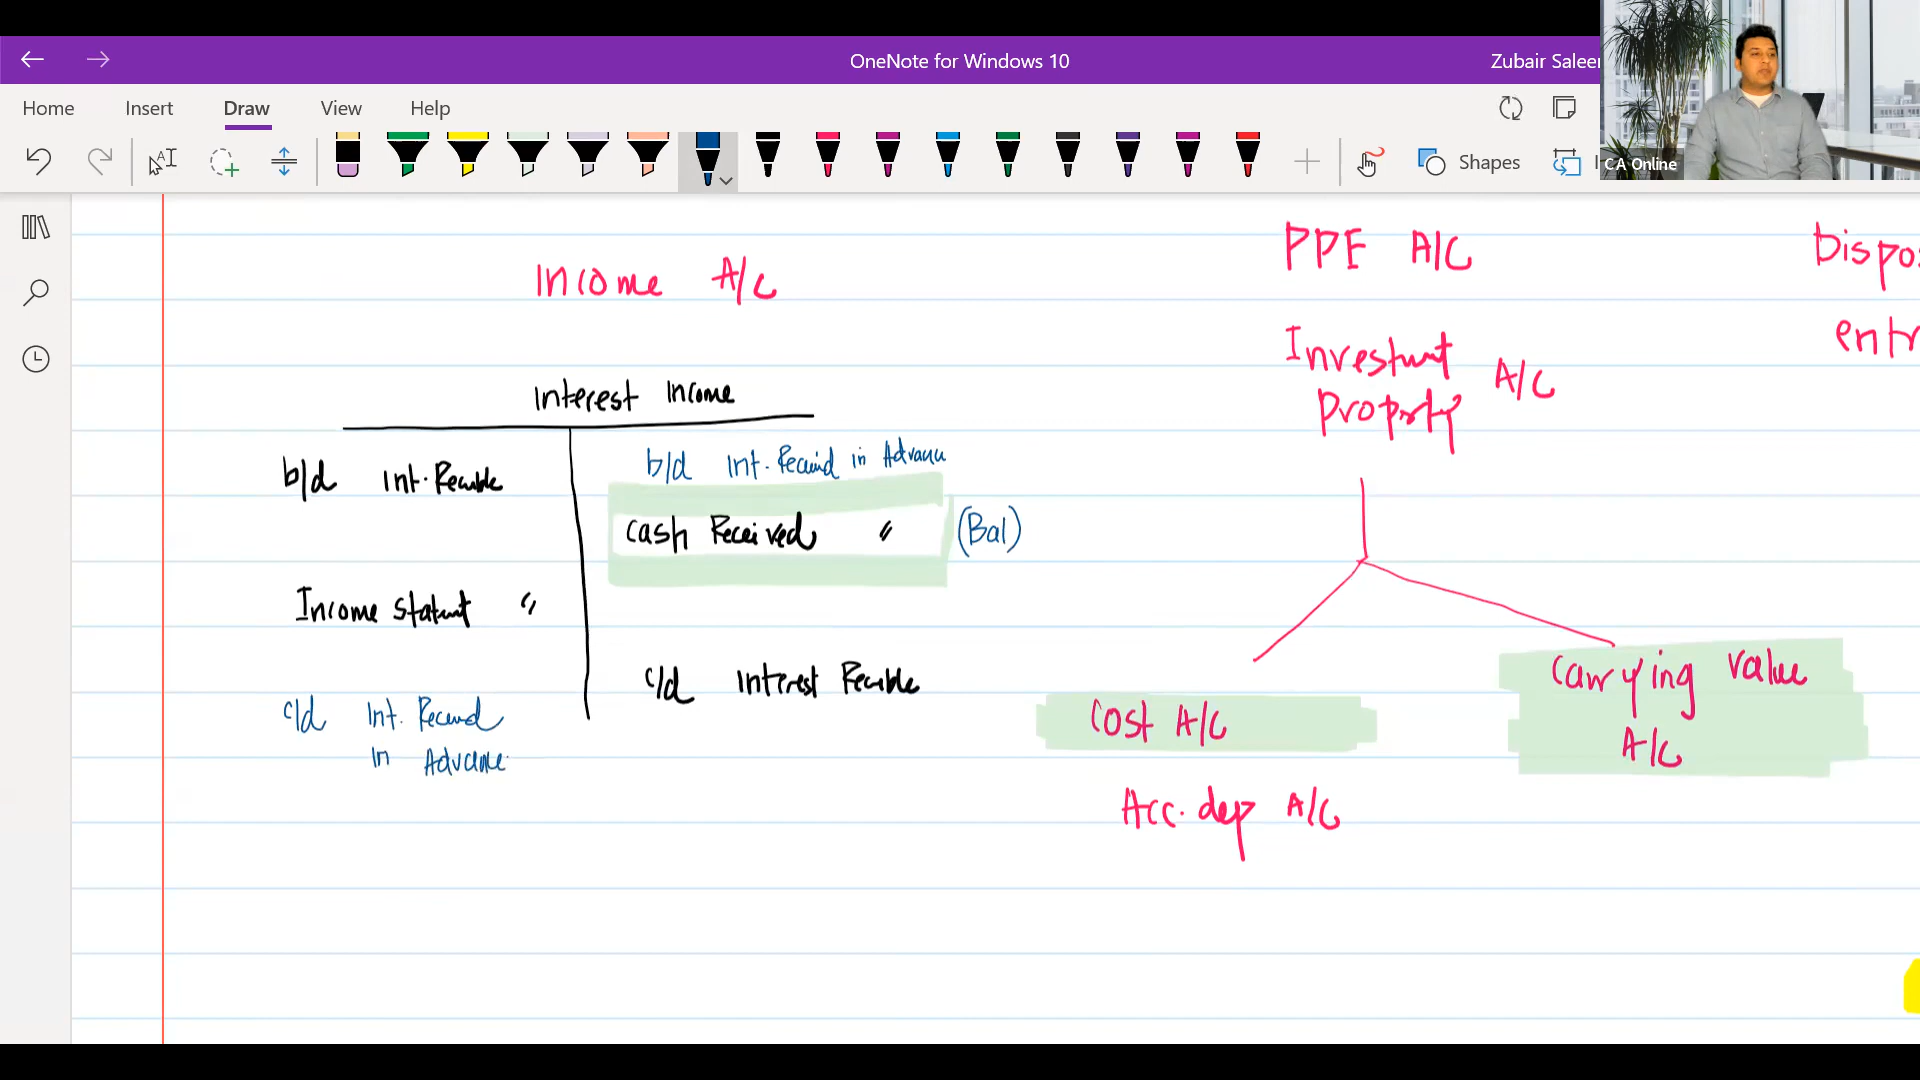 OneNote for Windows 10
Zubair Saleem
Home Insert Draw View Help
Shapes
CA Online
Income A/C
PPE A/C
Dispo
Investment Property A/C
entr
Interest Income
b/d Int. Receivable
b/d Int. Received in Advance
Cash Received " (Bal)
Income Statement "
c/d Interest Receivable
c/d Int. Received
in Advance
Carrying Value
A/C
Cost A/C
Acc. dep A/C